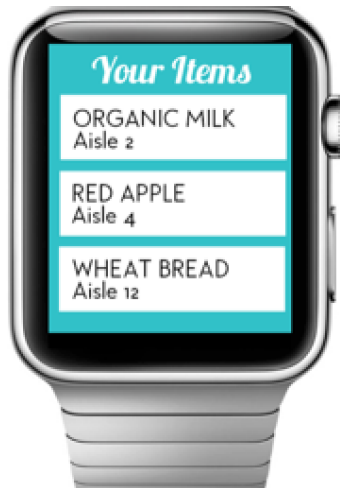 Your Items
ORGANIC MILK
Aisle 2
RED APPLE
Aisle 4
WHEAT BREAD
Aisle 12